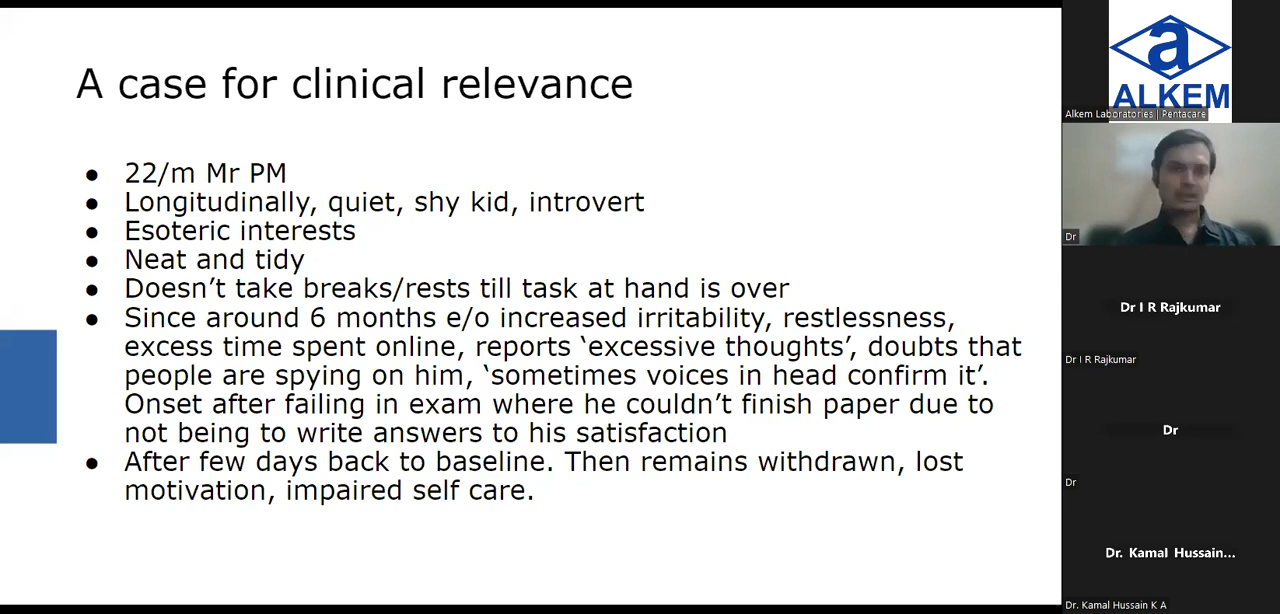 A case for clinical relevance
● 22/m Mr PM
● Longitudinally, quiet, shy kid, introvert
● Esoteric interests
● Neat and tidy
● Doesn’t take breaks/rests till task at hand is over
● Since around 6 months e/o increased irritability, restlessness,
excess time spent online, reports ‘excessive thoughts’, doubts that
people are spying on him, ‘sometimes voices in head confirm it’.
Onset after failing in exam where he couldn’t finish paper due to
not being to write answers to his satisfaction
● After few days back to baseline. Then remains withdrawn, lost
motivation, impaired self care.
a
ALKEM
Alkem Laboratories | Pentacare
Dr
Dr I R Rajkumar
Dr I R Rajkumar
Dr
Dr
Dr. Kamal Hussain...
Dr. Kamal Hussain K A